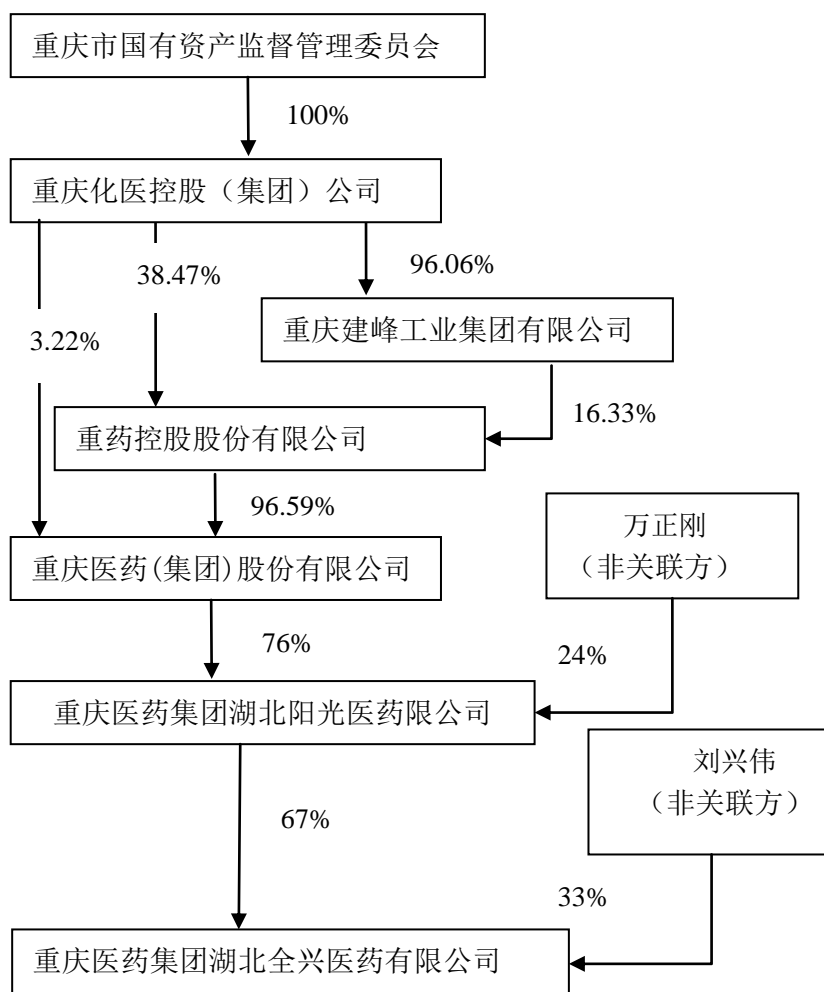 重庆市国有资产监督管理委员会
100%
重庆化医控股（集团）公司
38.47%
96.06%
3.22%
重庆建峰工业集团有限公司
16.33%
重药控股股份有限公司
96.59%
万正刚
（非关联方）
重庆医药(集团)股份有限公司
76%
24%
重庆医药集团湖北阳光医药限公司
刘兴伟
（非关联方）
67%
33%
重庆医药集团湖北全兴医药有限公司